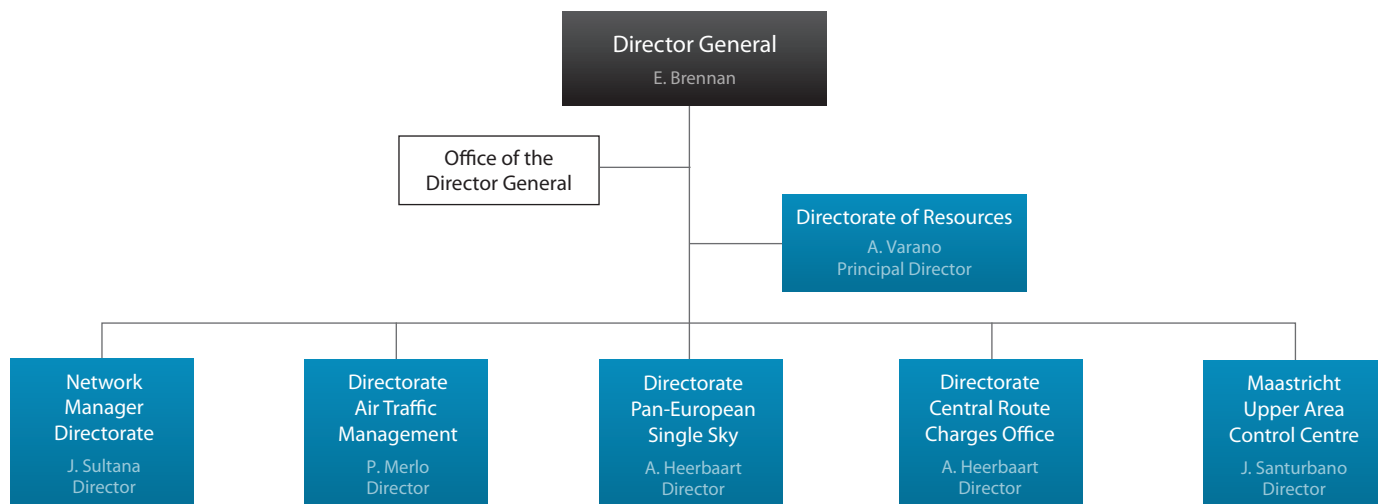 Director General
E. Brennan
Office of the
Director General
Directorate of Resources
A. Varano
Principal Director
Network
Manager
Directorate
J. Sultana
Director
Directorate
Air Traffic
Management
P. Merlo
Director
Directorate
Pan-European
Single Sky
A. Heerbaart
Director
Directorate
Central Route
Charges Office
A. Heerbaart
Director
Maastricht
Upper Area
Control Centre
J. Santurbano
Director